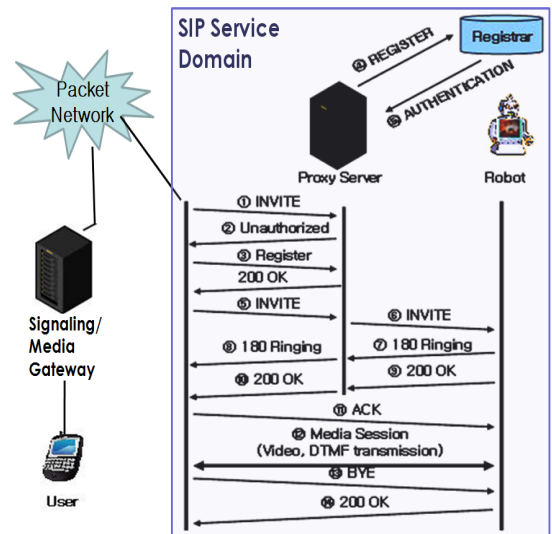 SIP Service
Domain
Packet
Network
④ REGISTER
Registrar
⑤ AUTHENTICATION
Proxy Server
Robot
① INVITE
② Unauthorized
③ Register
200 OK
⑤ INVITE
⑥ INVITE
⑦ 180 Ringing
⑧ 180 Ringing
⑨ 200 OK
⑩ 200 OK
⑪ ACK
⑫ Media Session
(Video, DTMF transmission)
⑬ BYE
⑭ 200 OK
Signaling/
Media
Gateway
User